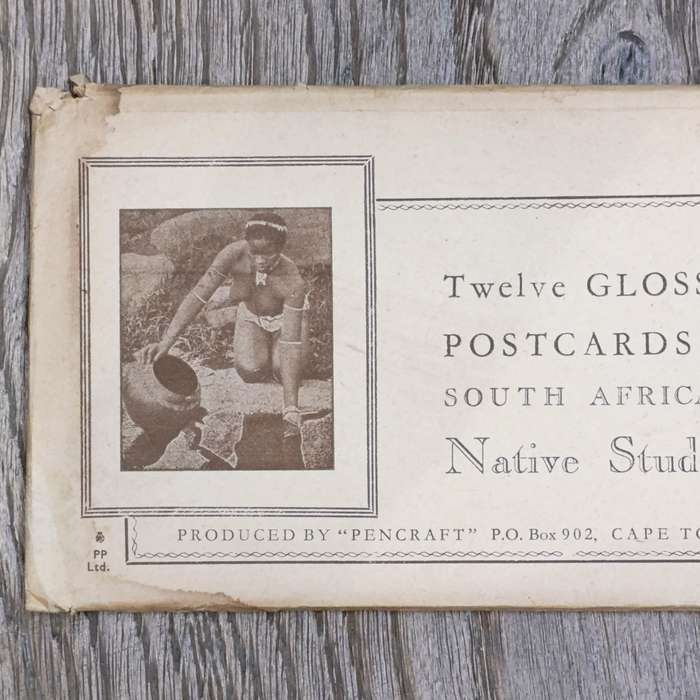 Twelve GLOSS
POSTCARDS
SOUTH AFRICA
Native Stud
PRODUCED BY "PENCRAFT" P.O. Box 902, CAPE TO
PP
Ltd.